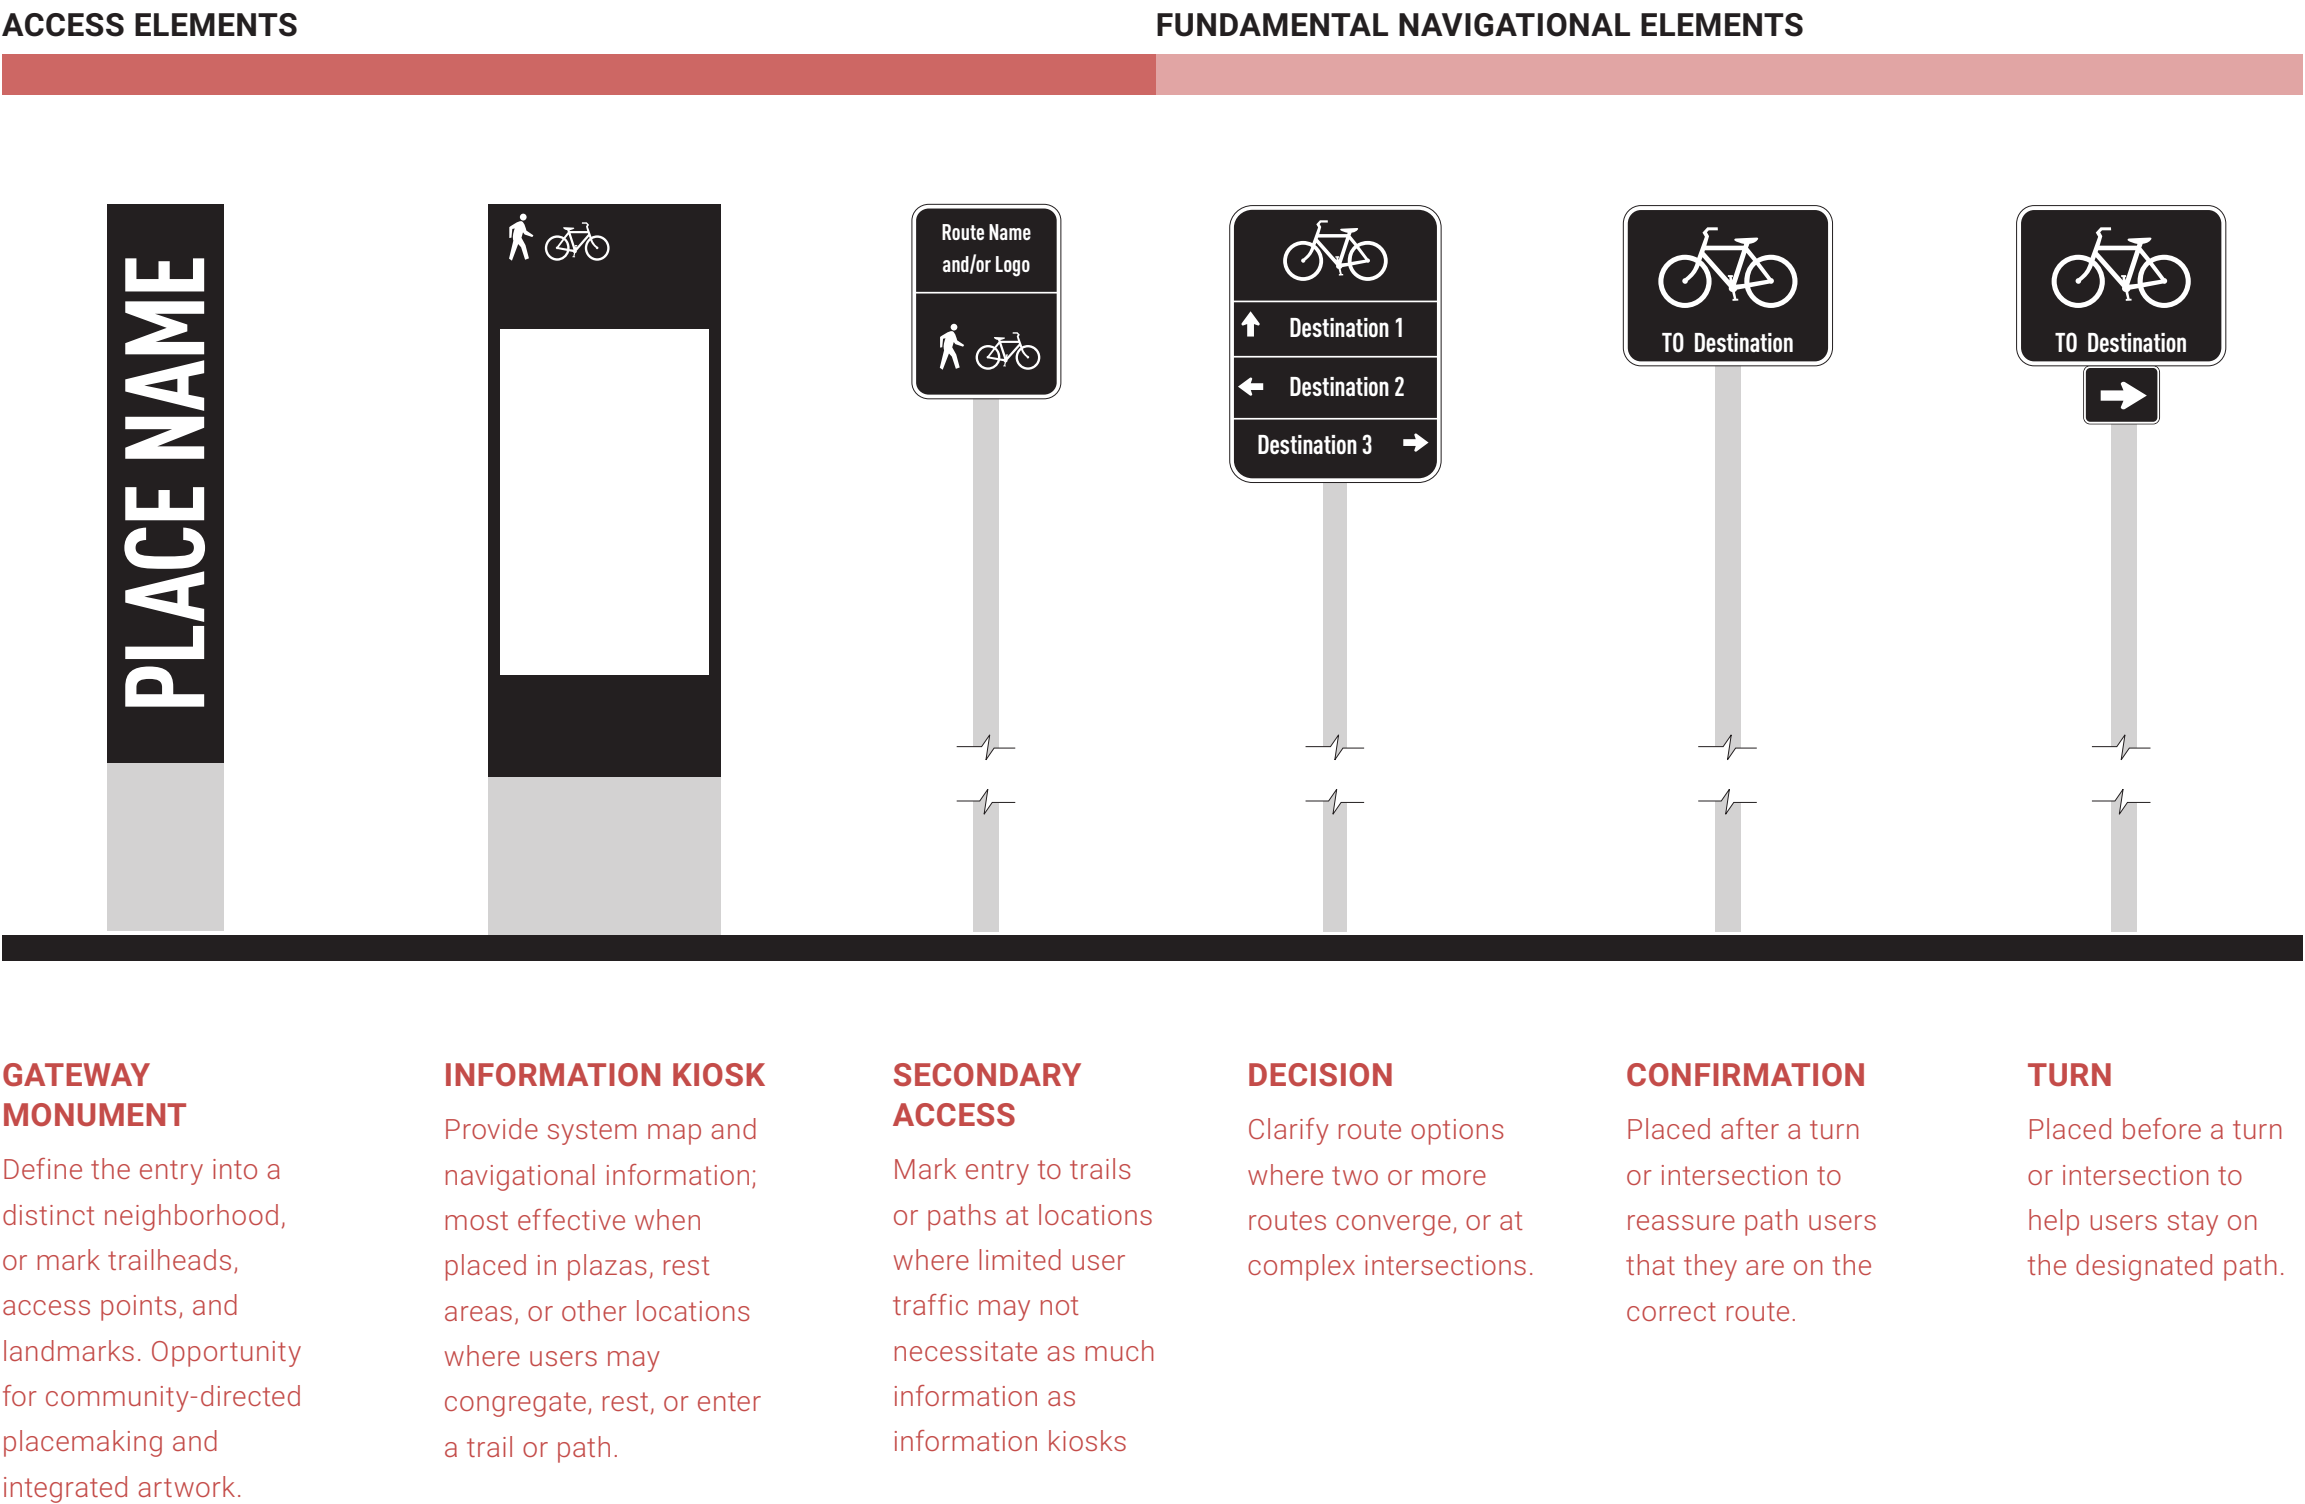 ACCESS ELEMENTS
FUNDAMENTAL NAVIGATIONAL ELEMENTS
PLACE NAME
Route Name
and/or Logo
Destination 1
Destination 2
Destination 3
TO Destination
TO Destination
GATEWAY
MONUMENT
Define the entry into a
distinct neighborhood,
or mark trailheads,
access points, and
landmarks. Opportunity
for community-directed
placemaking and
integrated artwork.
INFORMATION KIOSK
Provide system map and
navigational information;
most effective when
placed in plazas, rest
areas, or other locations
where users may
congregate, rest, or enter
a trail or path.
SECONDARY
ACCESS
Mark entry to trails
or paths at locations
where limited user
traffic may not
necessitate as much
information as
information kiosks
DECISION
Clarify route options
where two or more
routes converge, or at
complex intersections.
CONFIRMATION
Placed after a turn
or intersection to
reassure path users
that they are on the
correct route.
TURN
Placed before a turn
or intersection to
help users stay on
the designated path.